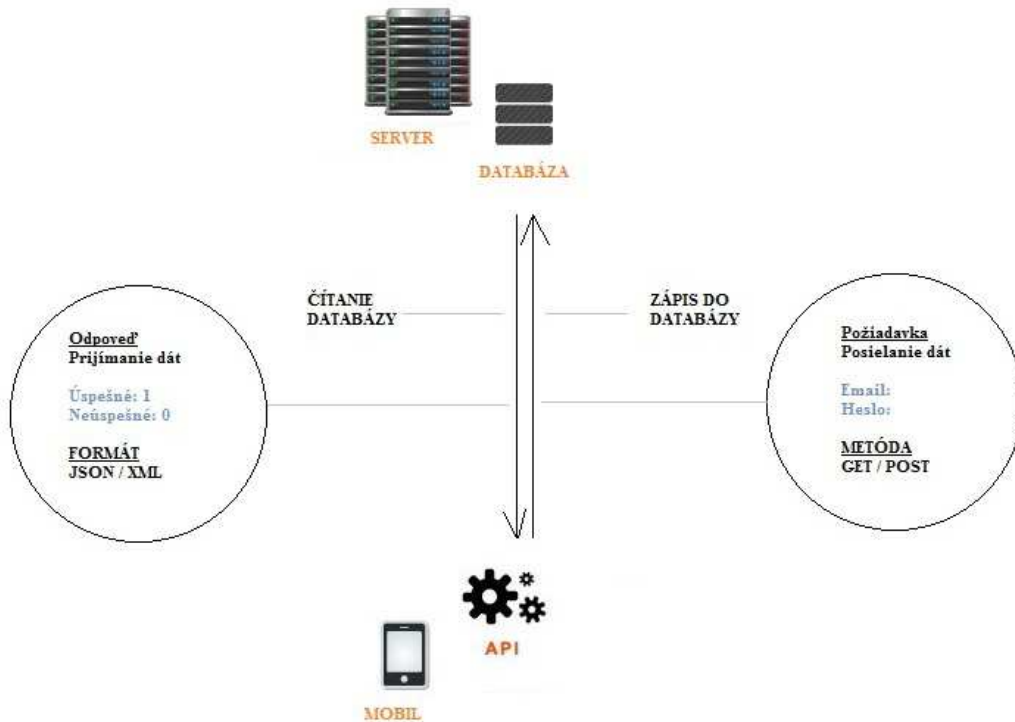 SERVER
DATABÁZA
ČÍTANIE
DATABÁZY
ZÁPIS DO
DATABÁZY
Odpoveď
Prijímanie dát
Úspešné: 1
Neúspešné: 0
FORMÁT
JSON / XML
Požiadavka
Posielanie dát
Email:
Heslo:
METÓDA
GET / POST
API
MOBIL